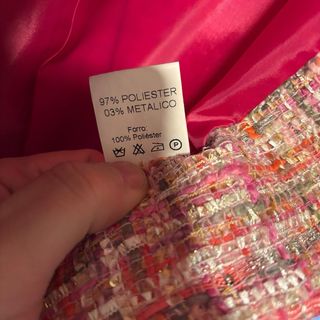 97% POLIESTER
03% METALICO
Forro:
100% Poliéster
P